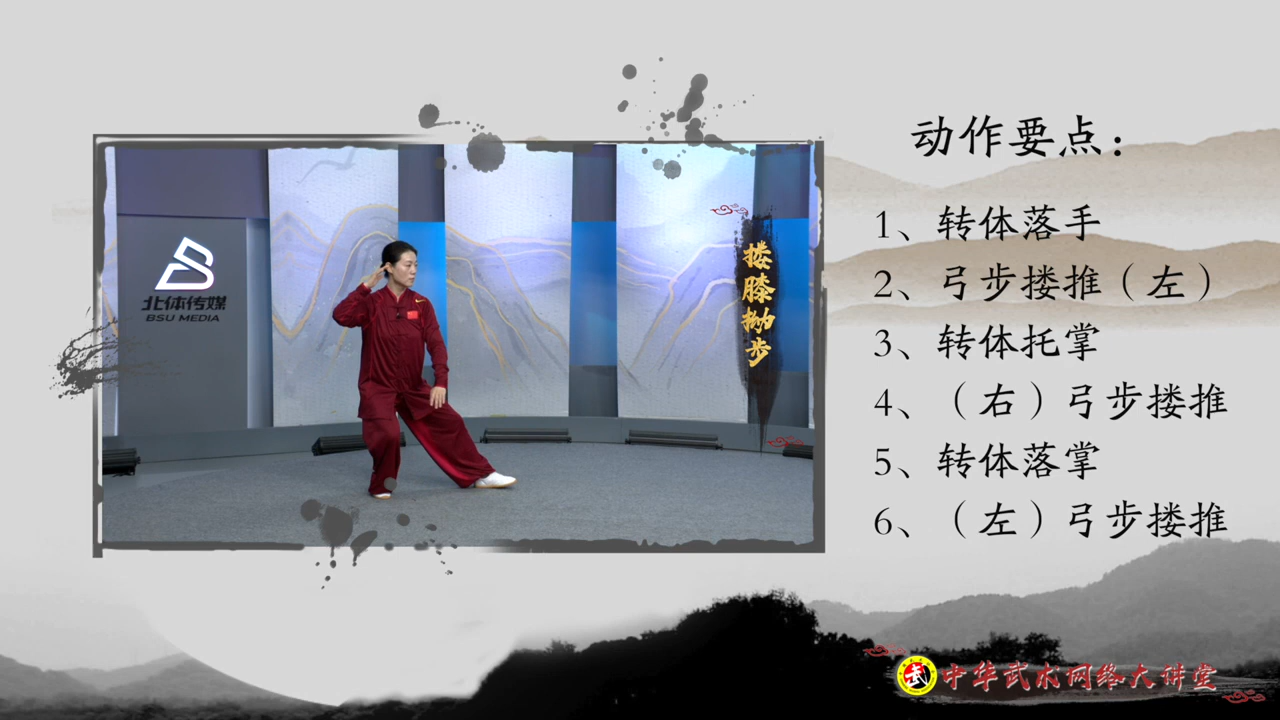 动作要点：
1、转体落手
2、弓步搂推（左）
3、转体托掌
4、（右）弓步搂推
5、转体落掌
6、（左）弓步搂推
搂膝拗步
北体传媒
BSU MEDIA
武
中华武术网络大讲堂